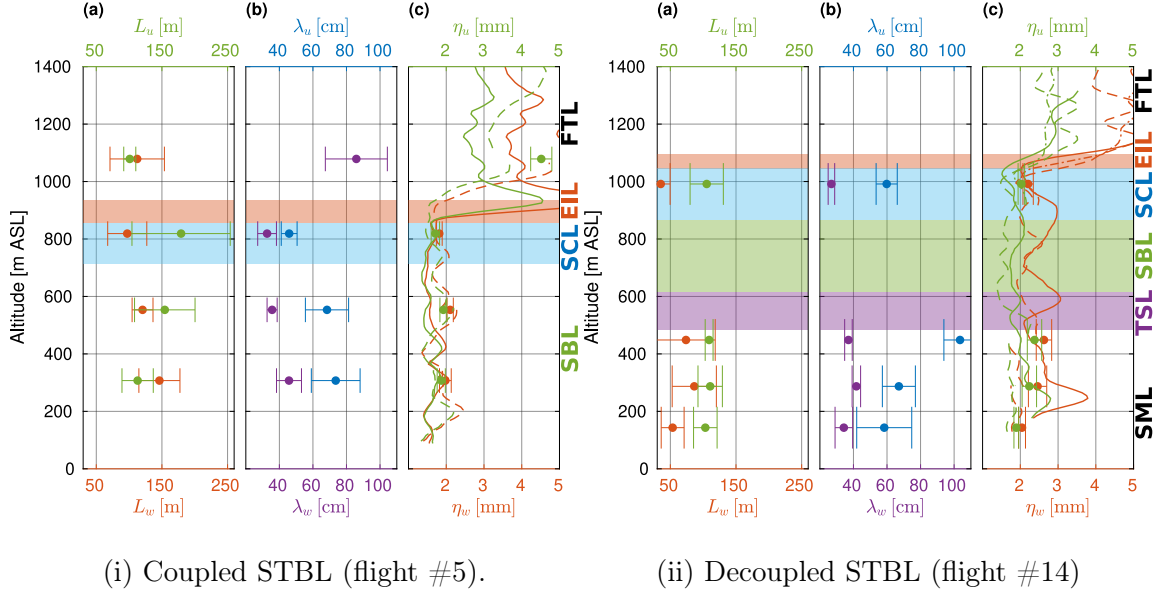 (a) (b) (c) (a) (b) (c)
L_u [m] λ_u [cm] η_u [mm] L_u [m] λ_u [cm] η_u [mm]
50 150 250 40 60 80 100 2 3 4 5 50 150 250 40 60 80 100 2 3 4 5
1400 1400
FTL FTL
1200 1200
1000 1000
EIL EIL
SCL SCL
800 800
Altitude [m ASL] Altitude [m ASL]
SBL
600 600
TSL
SBL
400 400
SML
200 200
0 0
50 150 250 40 60 80 100 2 3 4 5 50 150 250 40 60 80 100 2 3 4 5
L_w [m] λ_w [cm] η_w [mm] L_w [m] λ_w [cm] η_w [mm]
(i) Coupled STBL (flight #5). (ii) Decoupled STBL (flight #14)